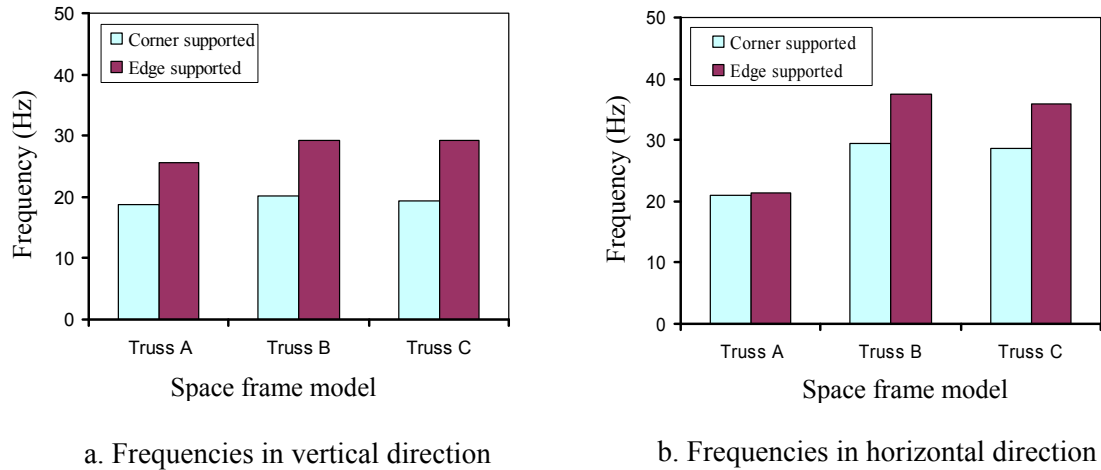 50
40
30
20
10
0
Frequency (Hz)
Corner supported
Edge supported
Truss A Truss B Truss C
Space frame model
a. Frequencies in vertical direction
50
40
30
20
10
0
Frequency (Hz)
Corner supported
Edge supported
Truss A Truss B Truss C
Space frame model
b. Frequencies in horizontal direction